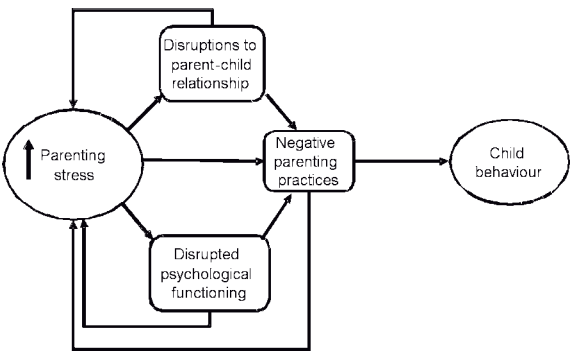 Disruptions to
parent-child
relationship
Parenting
stress
Negative
parenting
practices
Child
behaviour
Disrupted
psychological
functioning